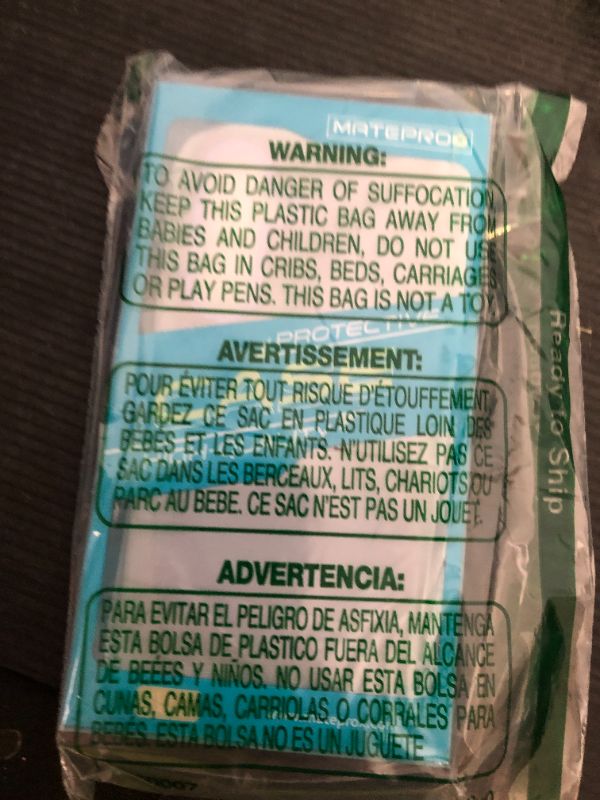 MATEPRO
WARNING:
TO AVOID DANGER OF SUFFOCATION
KEEP THIS PLASTIC BAG AWAY FROM
BABIES AND CHILDREN, DO NOT USE
THIS BAG IN CRIBS, BEDS, CARRIAGES
OR PLAY PENS. THIS BAG IS NOT A TOY
PROTECTIVE
AVERTISSEMENT:
POUR ÉVITER TOUT RISQUE D'ÉTOUFFEMENT,
GARDEZ CE SAC EN PLASTIQUE LOIN DES
BEBES ET LES ENFANTS. N'UTILISEZ PAS CE
SAC DANS LES BERCEAUX, LITS, CHARIOTS OU
PARC AU BEBE. CE SAC N'EST PAS UN JOUET.
ADVERTENCIA:
PARA EVITAR EL PELIGRO DE ASFIXIA, MANTENGA
ESTA BOLSA DE PLASTICO FUERA DEL ALCANCE
DE BEÉES Y NIÑOS. NO USAR ESTA BOLSA EN
CUNAS, CAMAS, CARRIOLAS O CORRALES PARA
BEBÉS. ESTA BOLSA NO ES UN JUGUETE
Ready to Ship